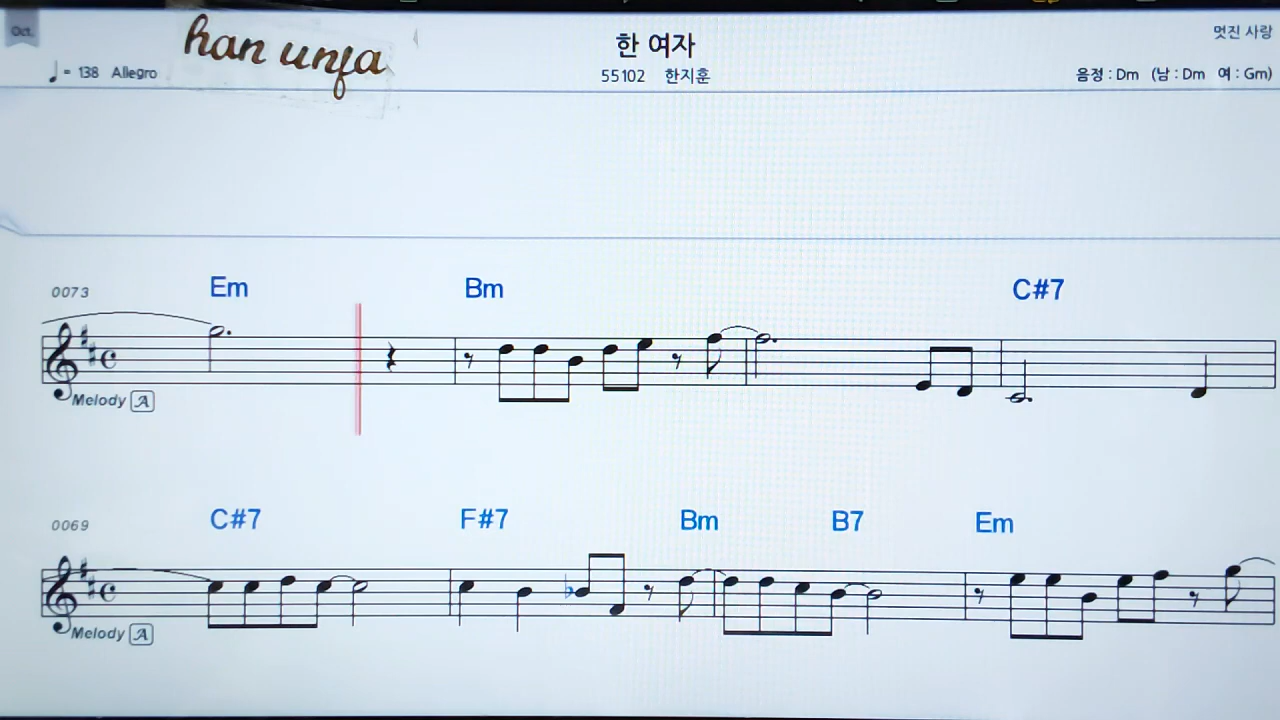 Oct.
han unfa
한 여자
멋진 사랑
♩= 138 Allegro
55102 한지훈
음정 : Dm (남 : Dm 여 : Gm)
0073
Em Bm C#7
Melody A
0069
C#7 F#7 Bm B7 Em
Melody A